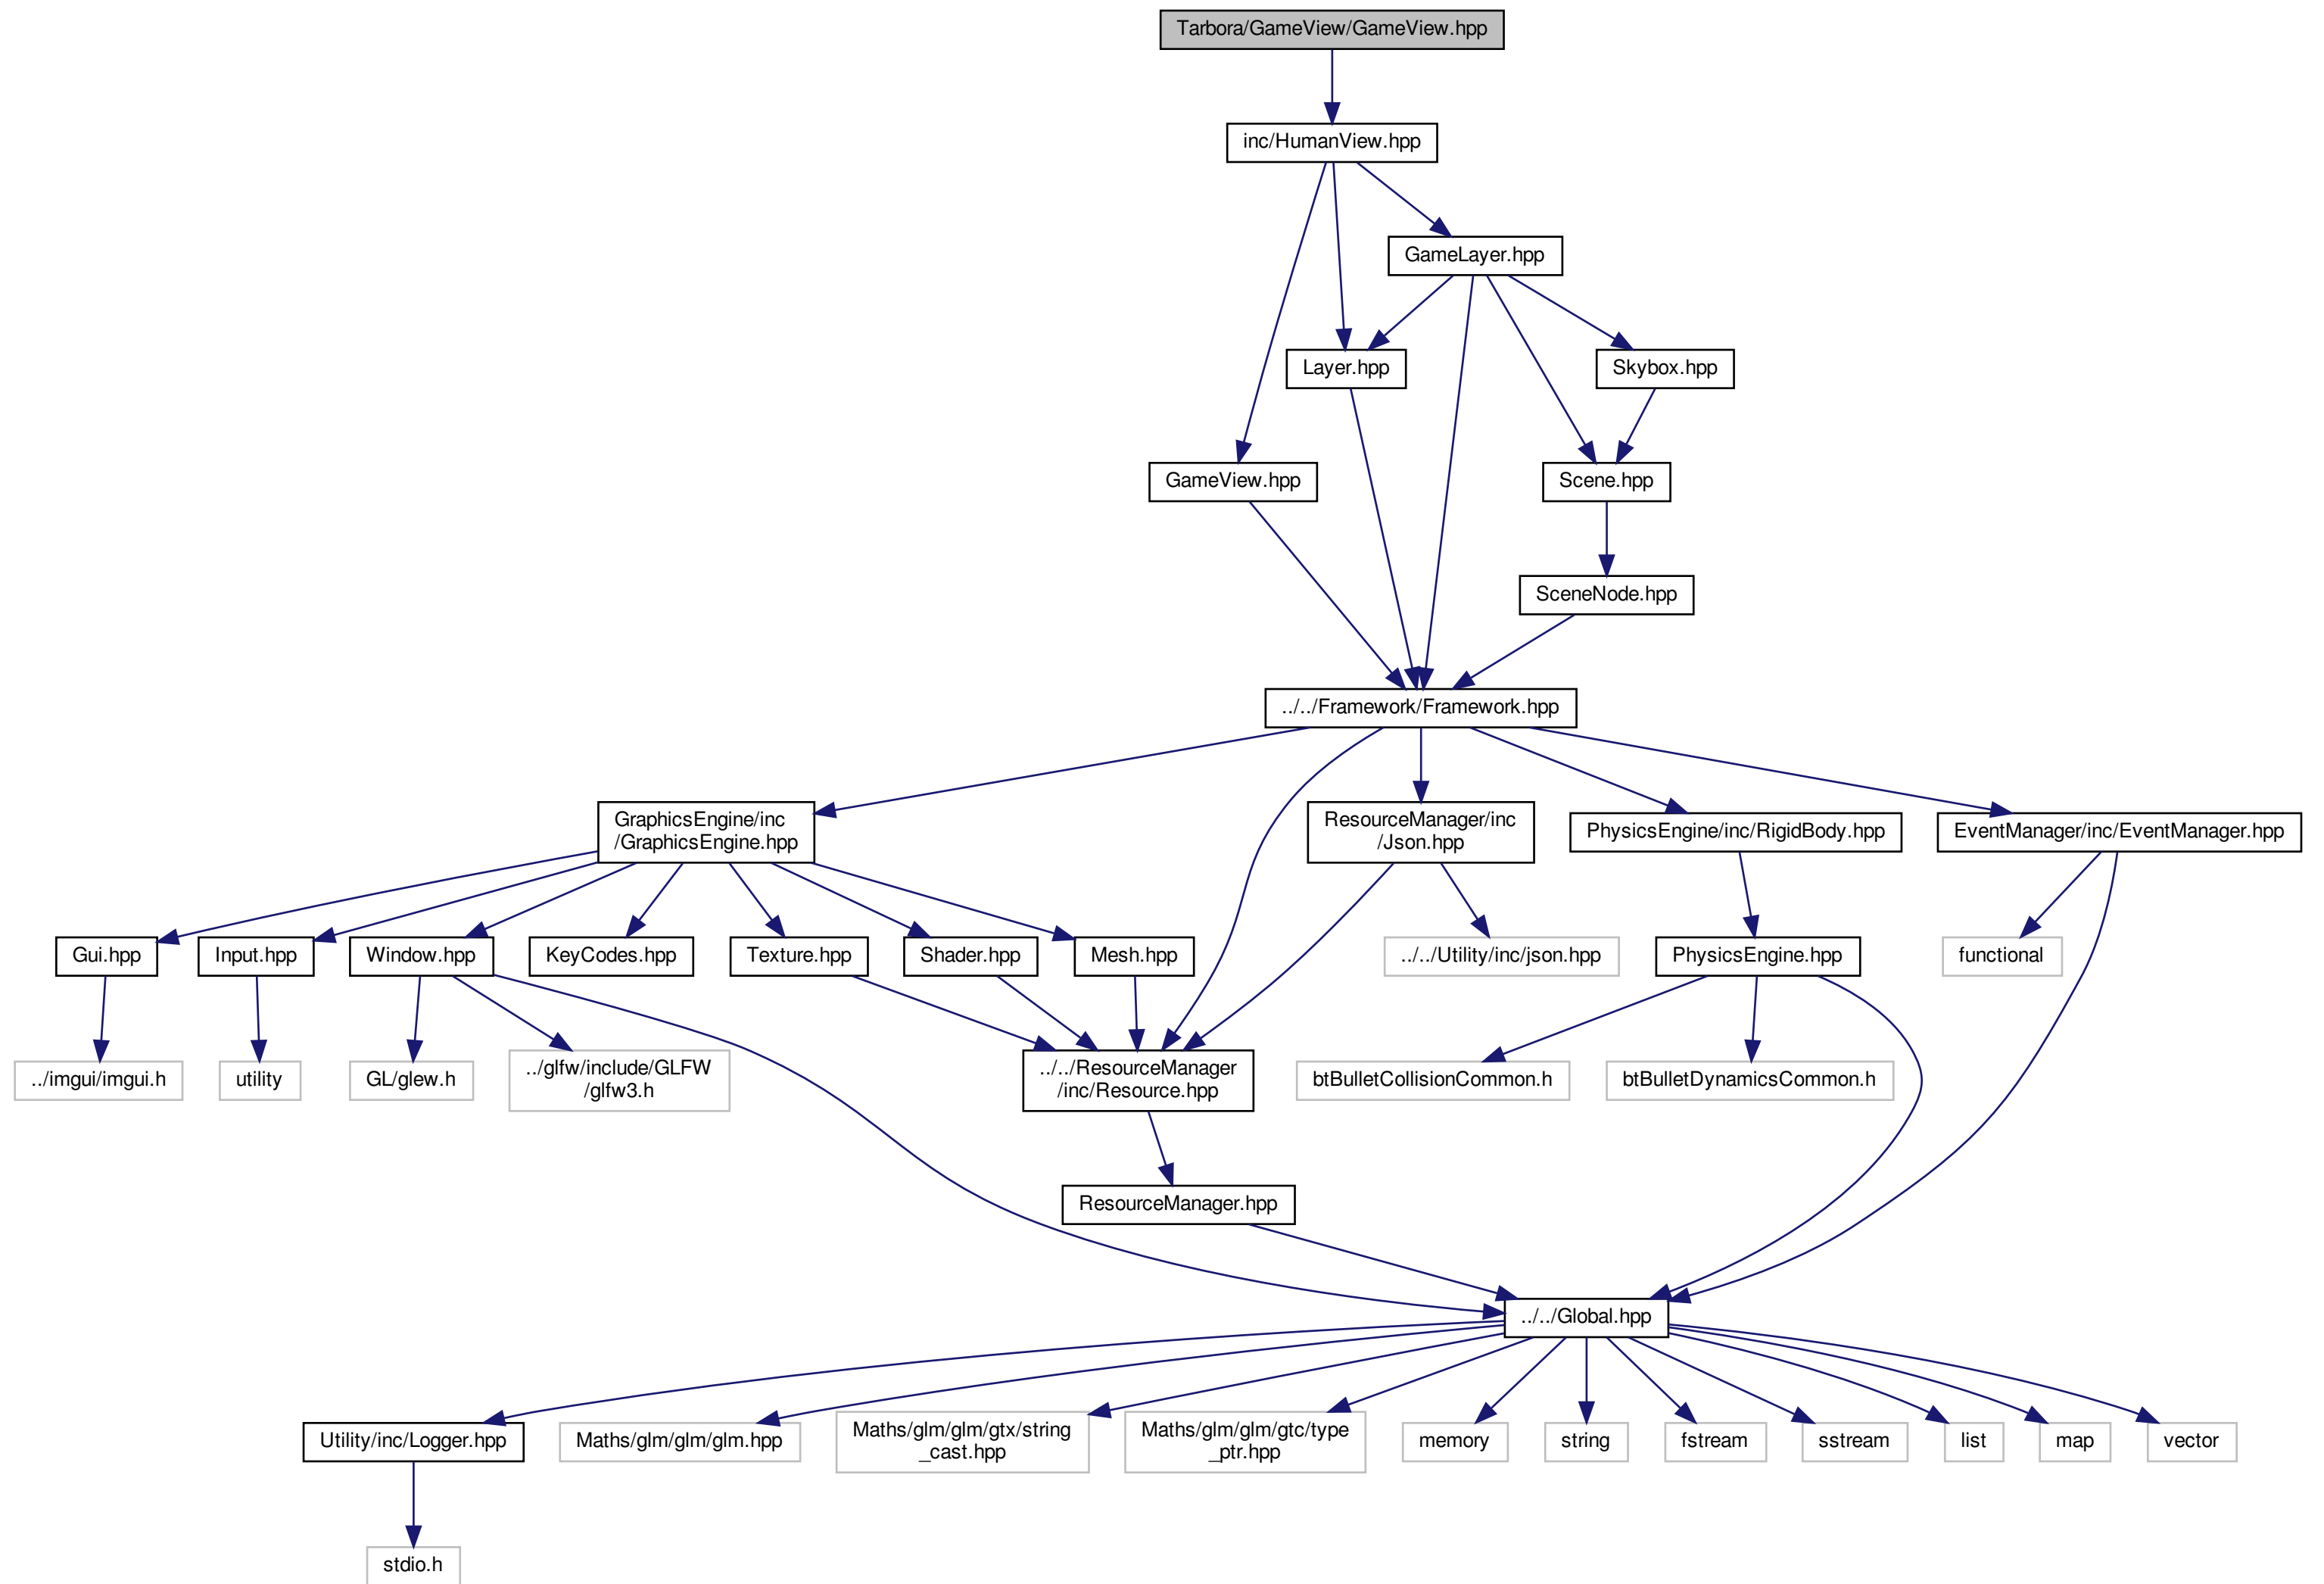 Tarbora/GameView/GameView.hpp
inc/HumanView.hpp
GameLayer.hpp
Layer.hpp
Skybox.hpp
GameView.hpp
Scene.hpp
SceneNode.hpp
../../Framework/Framework.hpp
GraphicsEngine/inc
/GraphicsEngine.hpp
ResourceManager/inc
/Json.hpp
PhysicsEngine/inc/RigidBody.hpp
EventManager/inc/EventManager.hpp
Gui.hpp
Input.hpp
Window.hpp
KeyCodes.hpp
Texture.hpp
Shader.hpp
Mesh.hpp
../../Utility/inc/json.hpp
PhysicsEngine.hpp
functional
../imgui/imgui.h
utility
GL/glew.h
../glfw/include/GLFW
/glfw3.h
../../ResourceManager
/inc/Resource.hpp
btBulletCollisionCommon.h
btBulletDynamicsCommon.h
ResourceManager.hpp
../../Global.hpp
Utility/inc/Logger.hpp
Maths/glm/glm/glm.hpp
Maths/glm/glm/gtx/string
_cast.hpp
Maths/glm/glm/gtc/type
_ptr.hpp
memory
string
fstream
sstream
list
map
vector
stdio.h